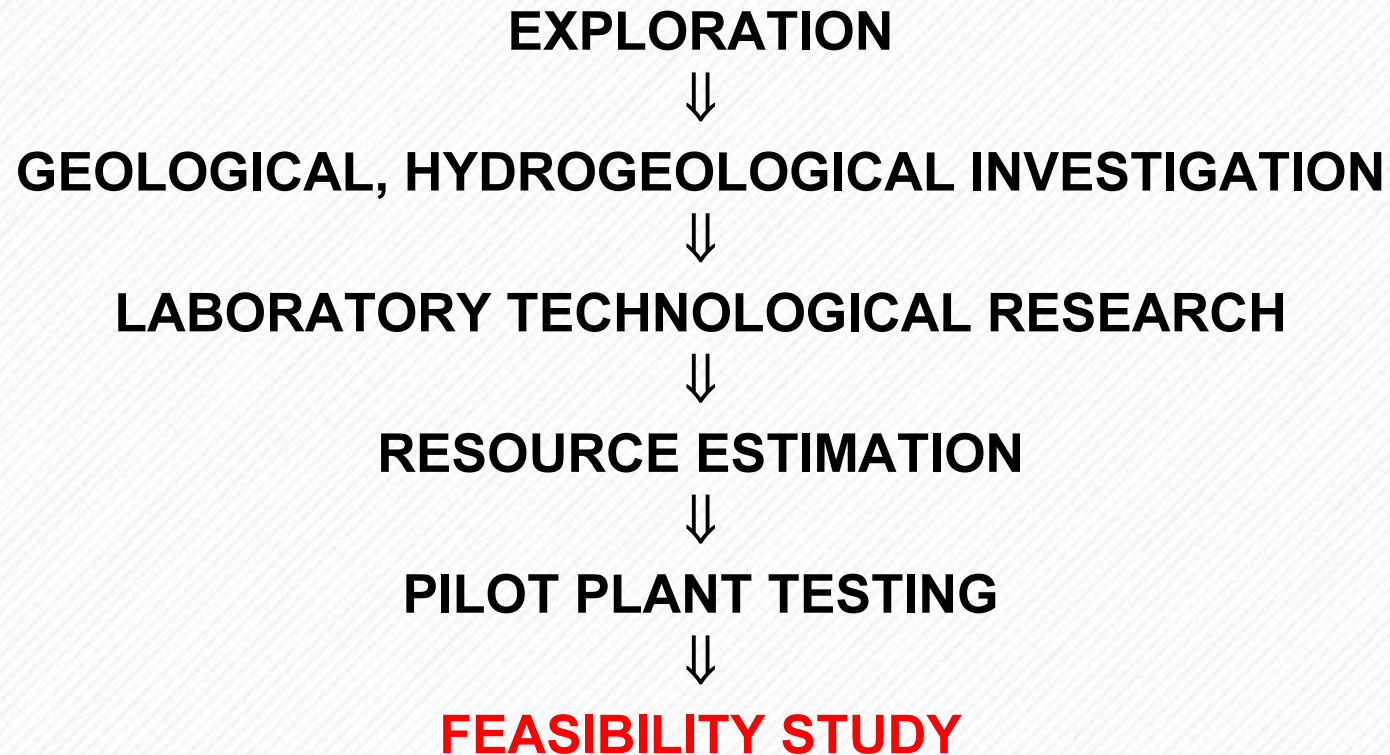 EXPLORATION
⇓
GEOLOGICAL, HYDROGEOLOGICAL INVESTIGATION
⇓
LABORATORY TECHNOLOGICAL RESEARCH
⇓
RESOURCE ESTIMATION
⇓
PILOT PLANT TESTING
⇓
FEASIBILITY STUDY